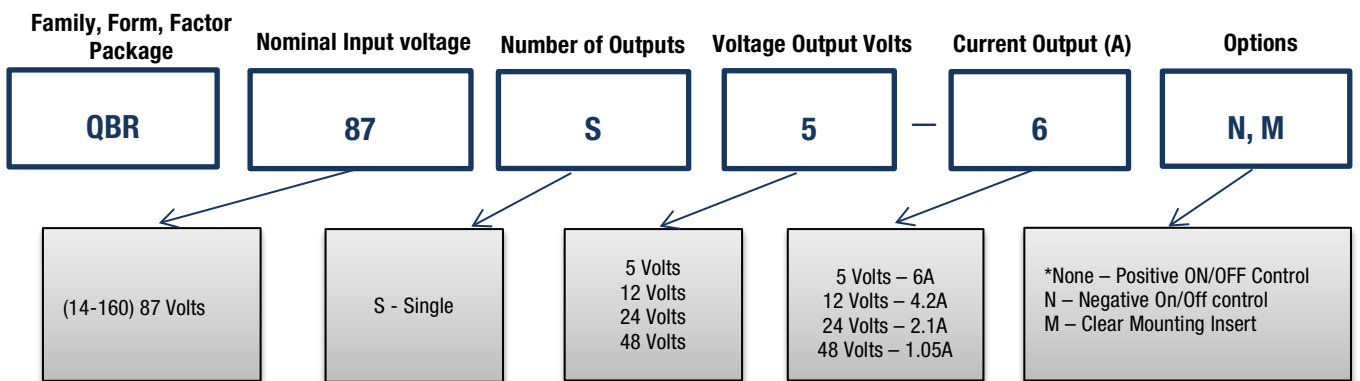 Family, Form, Factor
Package
Nominal Input voltage
Number of Outputs
Voltage Output Volts
Current Output (A)
Options
QBR
87
S
5
—
6
N, M
(14-160) 87 Volts
S - Single
5 Volts
12 Volts
24 Volts
48 Volts
5 Volts – 6A
12 Volts – 4.2A
24 Volts – 2.1A
48 Volts – 1.05A
*None – Positive ON/OFF Control
N – Negative On/Off control
M – Clear Mounting Insert